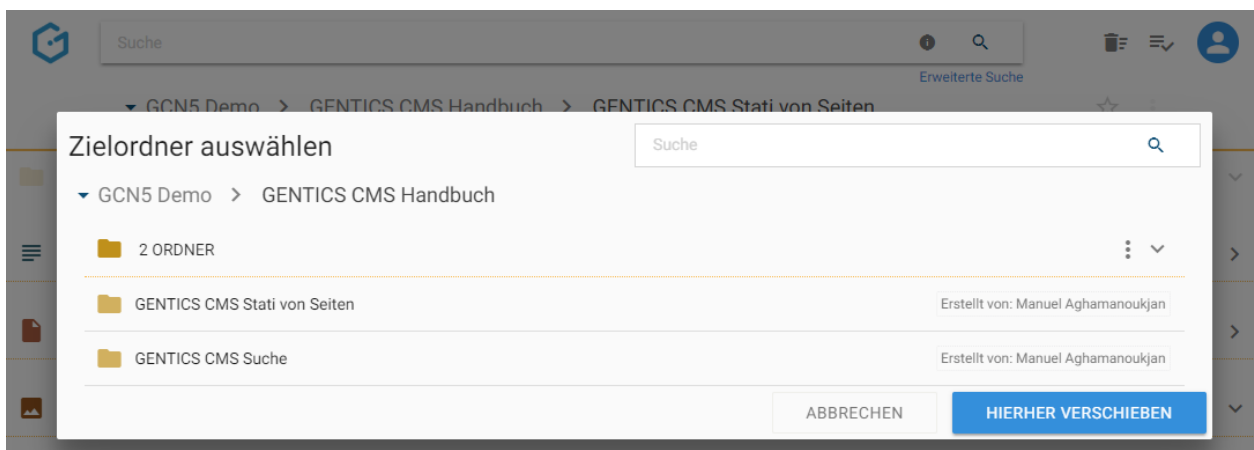 Suche
Erweiterte Suche
GCN5 Demo > GENTICS CMS Handbuch > GENTICS CMS Stati von Seiten
Zielordner auswählen
Suche
GCN5 Demo > GENTICS CMS Handbuch
2 ORDNER
GENTICS CMS Stati von Seiten
Erstellt von: Manuel Aghamanoukjan
GENTICS CMS Suche
Erstellt von: Manuel Aghamanoukjan
ABBRECHEN
HIERHER VERSCHIEBEN